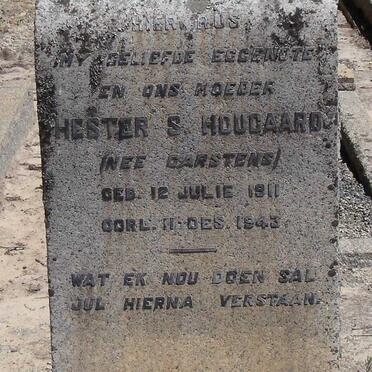 HIER RUS
MY GELIEFDE EGGENOTE
EN ONS MOEDER
HESTER S. HOUGAARD
(NEE CARSTENS)
GEB. 12 JULIE 1911
OORL. 11. DES. 1943
WAT EK NOU DOEN SAL
JUL HIERNA VERSTAAN.